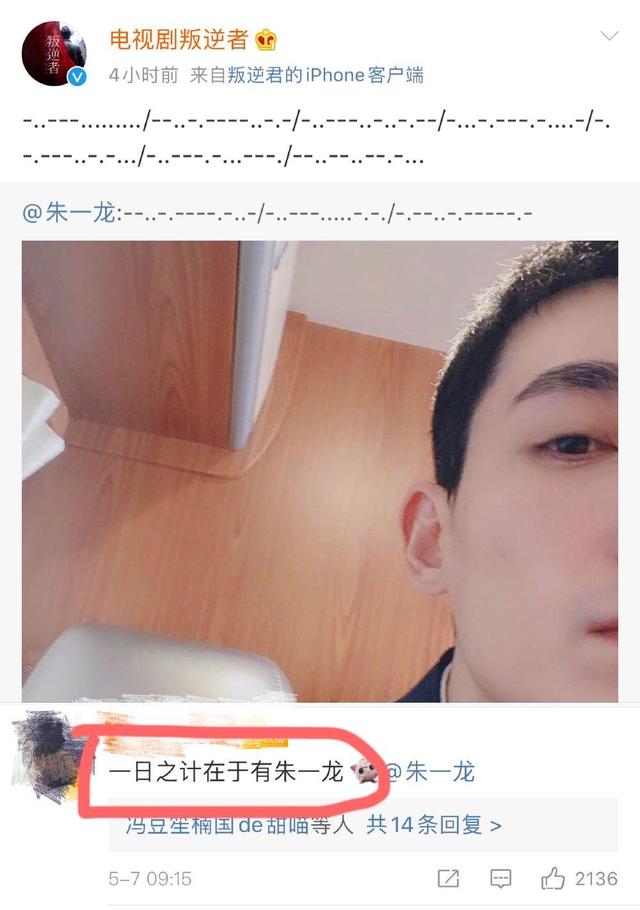 叛逆者
电视剧叛逆者
4小时前 来自叛逆君的iPhone客户端
-..---........./--..-.----..-.-/-..---..-..-.--/-...-.---.-....-/-.
-.---..-.-.../-..---.-...---./--..--..--.-...
@朱一龙:--..-.----.-..-/-..---.....-.-./-.--..-.-----.-
一日之计在于有朱一龙 @朱一龙
冯豆笙楠国de甜喵等人 共14条回复 >
5-7 09:15
2136